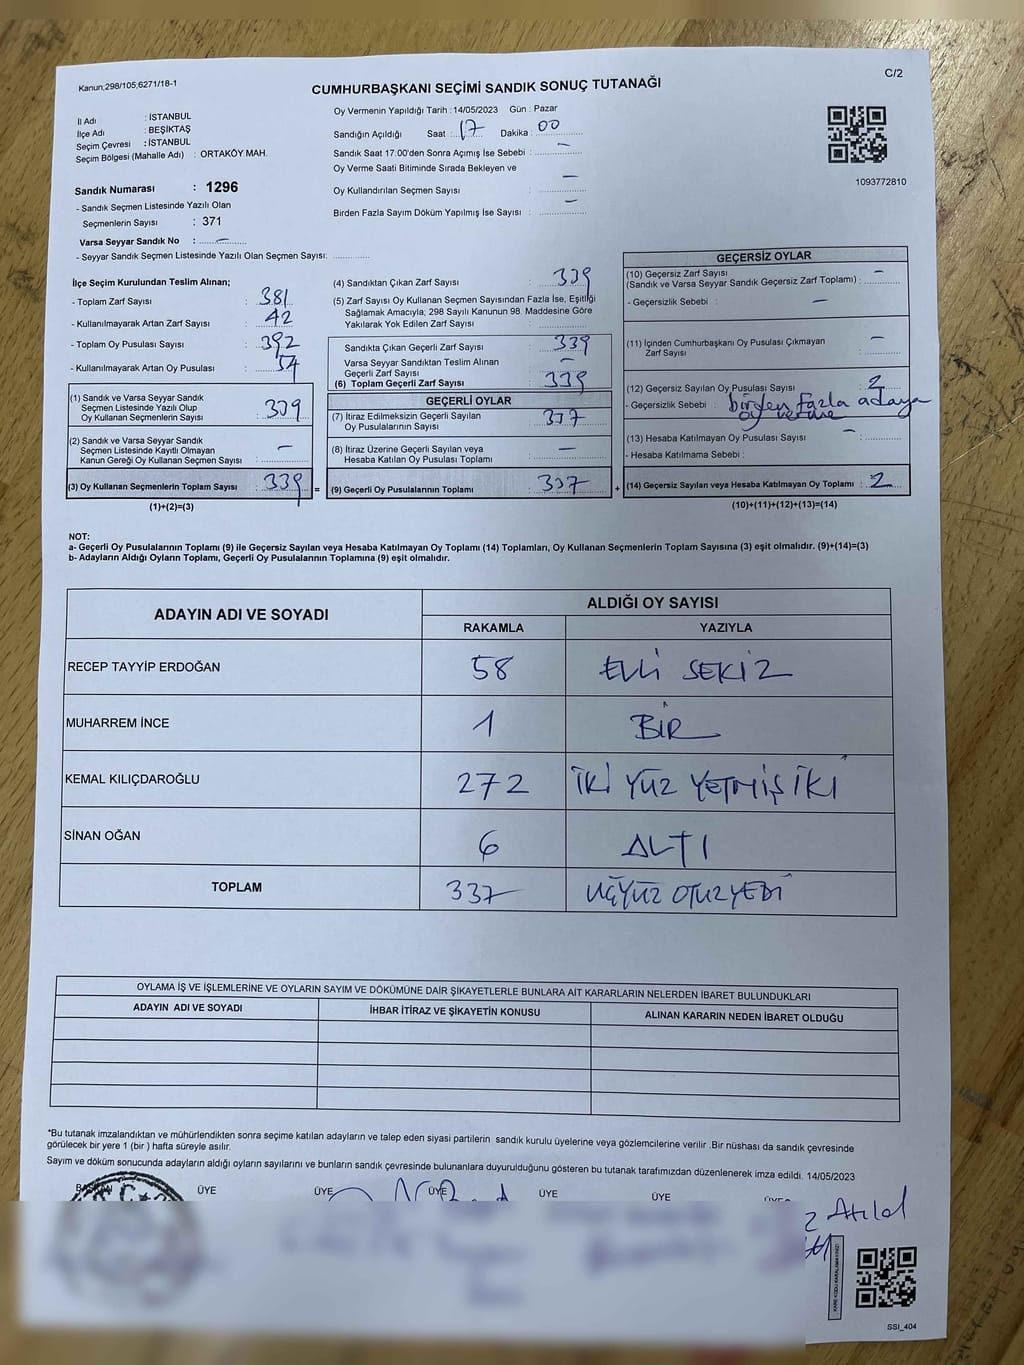 Kanun;298/105;6271/18-1
C/2
CUMHURBAŞKANI SEÇİMİ SANDIK SONUÇ TUTANAĞI
İl Adı : İSTANBUL
İlçe Adı : BEŞİKTAŞ
Seçim Çevresi : İSTANBUL
Seçim Bölgesi (Mahalle Adı) : ORTAKÖY MAH.
Sandık Numarası : 1296
- Sandık Seçmen Listesinde Yazılı Olan
Seçmenlerin Sayısı : 371
Varsa Seyyar Sandık No : —
- Seyyar Sandık Seçmen Listesinde Yazılı Olan Seçmen Sayısı:
Oy Vermenin Yapıldığı Tarih : 14/05/2023 Gün : Pazar
Sandığın Açıldığı Saat : 17 Dakika : 00
Sandık Saat 17:00'den Sonra Açımış İse Sebebi : —
Oy Verme Saati Bitiminde Sırada Bekleyen ve
Oy Kullandırılan Seçmen Sayısı : —
Birden Fazla Sayım Döküm Yapılmış İse Sayısı : —
1093772810
İlçe Seçim Kurulundan Teslim Alınan;
- Toplam Zarf Sayısı : 381
- Kullanılmayarak Artan Zarf Sayısı : 42
- Toplam Oy Pusulası Sayısı : 392
- Kullanılmayarak Artan Oy Pusulası : 54
(1) Sandık ve Varsa Seyyar Sandık
Seçmen Listesinde Yazılı Olup
Oy Kullanan Seçmenlerin Sayısı : 339
(2) Sandık ve Varsa Seyyar Sandık
Seçmen Listesinde Kayıtlı Olmayan
Kanun Gereği Oy Kullanan Seçmen Sayısı : —
(3) Oy Kullanan Seçmenlerin Toplam Sayısı : 339 =
(1)+(2)=(3)
(4) Sandıktan Çıkan Zarf Sayısı : 339
(5) Zarf Sayısı Oy Kullanan Seçmen Sayısından Fazla İse, Eşitliği
Sağlamak Amacıyla; 298 Sayılı Kanunun 98. Maddesine Göre
Yakılarak Yok Edilen Zarf Sayısı :
Sandıkta Çıkan Geçerli Zarf Sayısı : 339
Varsa Seyyar Sandıktan Teslim Alınan —
Geçerli Zarf Sayısı
(6) Toplam Geçerli Zarf Sayısı : 339
GEÇERLİ OYLAR
(7) İtiraz Edilmeksizin Geçerli Sayılan
Oy Pusulalarının Sayısı : 337
(8) İtiraz Üzerine Geçerli Sayılan veya
Hesaba Katılan Oy Pusulası Toplamı : —
(9) Geçerli Oy Pusulalarının Toplamı : 337 +
GEÇERSİZ OYLAR
(10) Geçersiz Zarf Sayısı
(Sandık ve Varsa Seyyar Sandık Geçersiz Zarf Toplamı) : —
- Geçersizlik Sebebi : —
(11) İçinden Cumhurbaşkanı Oy Pusulası Çıkmayan
Zarf Sayısı : —
(12) Geçersiz Sayılan Oy Pusulası Sayısı : 2
- Geçersizlik Sebebi : birden fazla adaya
oy verme
(13) Hesaba Katılmayan Oy Pusulası Sayısı : —
- Hesaba Katılmama Sebebi :
(14) Geçersiz Sayılan veya Hesaba Katılmayan Oy Toplamı : 2
(10)+(11)+(12)+(13)=(14)
NOT:
a- Geçerli Oy Pusulalarının Toplamı (9) ile Geçersiz Sayılan veya Hesaba Katılmayan Oy Toplamı (14) Toplamları, Oy Kullanan Seçmenlerin Toplam Sayısına (3) eşit olmalıdır. (9)+(14)=(3)
b- Adayların Aldığı Oyların Toplamı, Geçerli Oy Pusulalarının Toplamına (9) eşit olmalıdır.
ADAYIN ADI VE SOYADI
ALDIĞI OY SAYISI
RAKAMLA YAZIYLA
RECEP TAYYİP ERDOĞAN 58 ELLİ SEKİZ
MUHARREM İNCE 1 BİR
KEMAL KILIÇDAROĞLU 272 İKİ YÜZ YETMİŞ İKİ
SİNAN OĞAN 6 ALTI
TOPLAM 337 ÜÇYÜZ OTUZYEDİ
OYLAMA İŞ VE İŞLEMLERİNE VE OYLARIN SAYIM VE DÖKÜMÜNE DAİR ŞİKAYETLERLE BUNLARA AİT KARARLARIN NELERDEN İBARET BULUNDUKLARI
ADAYIN ADI VE SOYADI İHBAR İTİRAZ VE ŞİKAYETİN KONUSU ALINAN KARARIN NEDEN İBARET OLDUĞU
*Bu tutanak imzalandıktan ve mühürlendikten sonra seçime katılan adayların ve talep eden siyasi partilerin sandık kurulu üyelerine veya gözlemcilerine verilir .Bir nüshası da sandık çevresinde
görülecek bir yere 1 (bir ) hafta süreyle asılır.
Sayım ve döküm sonucunda adayların aldığı oyların sayılarını ve bunların sandık çevresinde bulunanlara duyurulduğunu gösteren bu tutanak tarafımızdan düzenlenerek imza edildi. 14/05/2023
BAŞKAN ÜYE ÜYE ÜYE ÜYE ÜYE ÜYE
SSI_404